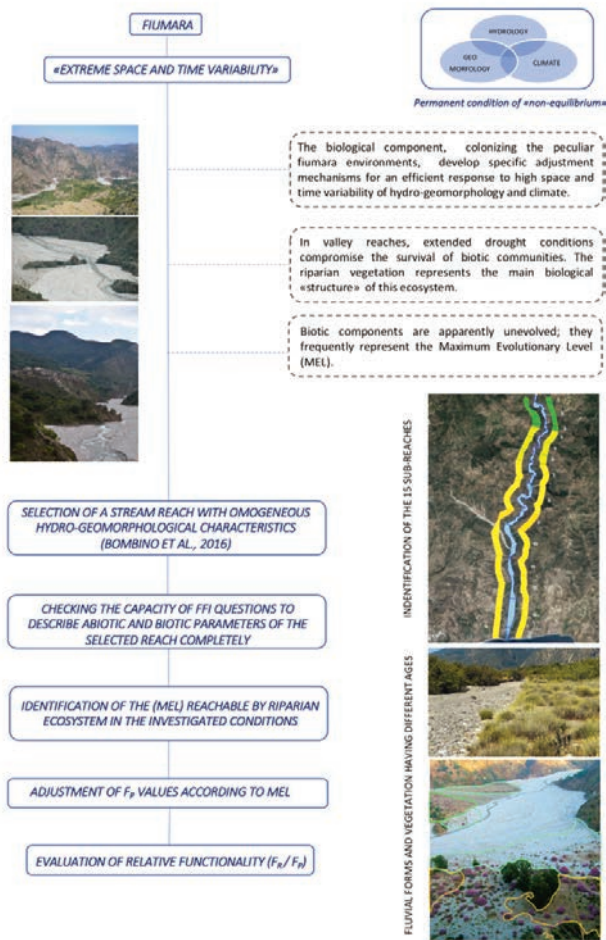 FIUMARA
«EXTREME SPACE AND TIME VARIABILITY»
HYDROLOGY
GEO
MORFOLOGY
CLIMATE
Permanent condition of «non-equilibrium»
The biological component, colonizing the peculiar
fiumara environments, develop specific adjustment
mechanisms for an efficient response to high space and
time variability of hydro-geomorphology and climate.
In valley reaches, extended drought conditions
compromise the survival of biotic communities. The
riparian vegetation represents the main biological
«structure» of this ecosystem.
Biotic components are apparently unevolved; they
frequently represent the Maximum Evolutionary Level
(MEL).
SELECTION OF A STREAM REACH WITH OMOGENEOUS
HYDRO-GEOMORPHOLOGICAL CHARACTERISTICS
(BOMBINO ET AL., 2016)
CHECKING THE CAPACITY OF FFI QUESTIONS TO
DESCRIBE ABIOTIC AND BIOTIC PARAMETERS OF THE
SELECTED REACH COMPLETELY
IDENTIFICATION OF THE (MEL) REACHABLE BY RIPARIAN
ECOSYSTEM IN THE INVESTIGATED CONDITIONS
ADJUSTMENT OF FP VALUES ACCORDING TO MEL
EVALUATION OF RELATIVE FUNCTIONALITY (FR/FP)
INDENTIFICATION OF THE 15 SUB-REACHES
FLUVIAL FORMS AND VEGETATION HAVING DIFFERENT AGES